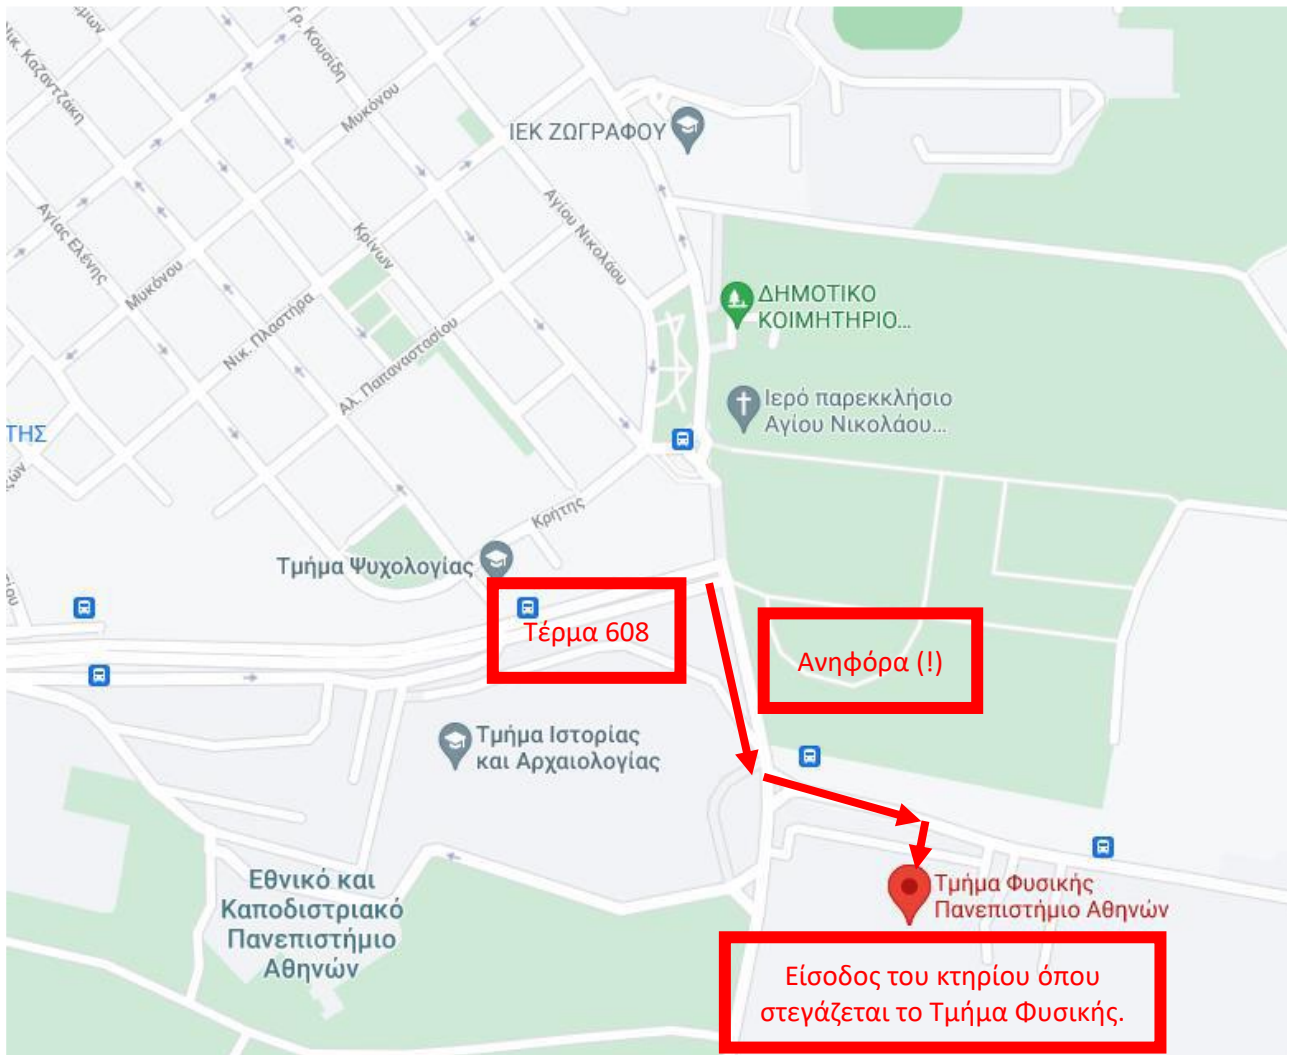 Γρ. Κουσίδη
Νικ. Καζαντζάκη
Μυκόνου
ΙΕΚ ΖΩΓΡΑΦΟΥ
Αγίου Νικολάου
Αγίας Ελένης
Κρίνων
Μυκόνου
ΔΗΜΟΤΙΚΟ
ΚΟΙΜΗΤΗΡΙΟ...
Νικ. Πλαστήρα
Αλ. Παπαναστασίου
Ιερό παρεκκλήσιο
Αγίου Νικολάου...
ΤΗΣ
Κρήτης
Τμήμα Ψυχολογίας
Τέρμα 608
Ανηφόρα (!)
Τμήμα Ιστορίας
και Αρχαιολογίας
Εθνικό και
Καποδιστριακό
Πανεπιστήμιο
Αθηνών
Τμήμα Φυσικής
Πανεπιστήμιο Αθηνών
Είσοδος του κτηρίου όπου
στεγάζεται το Τμήμα Φυσικής.